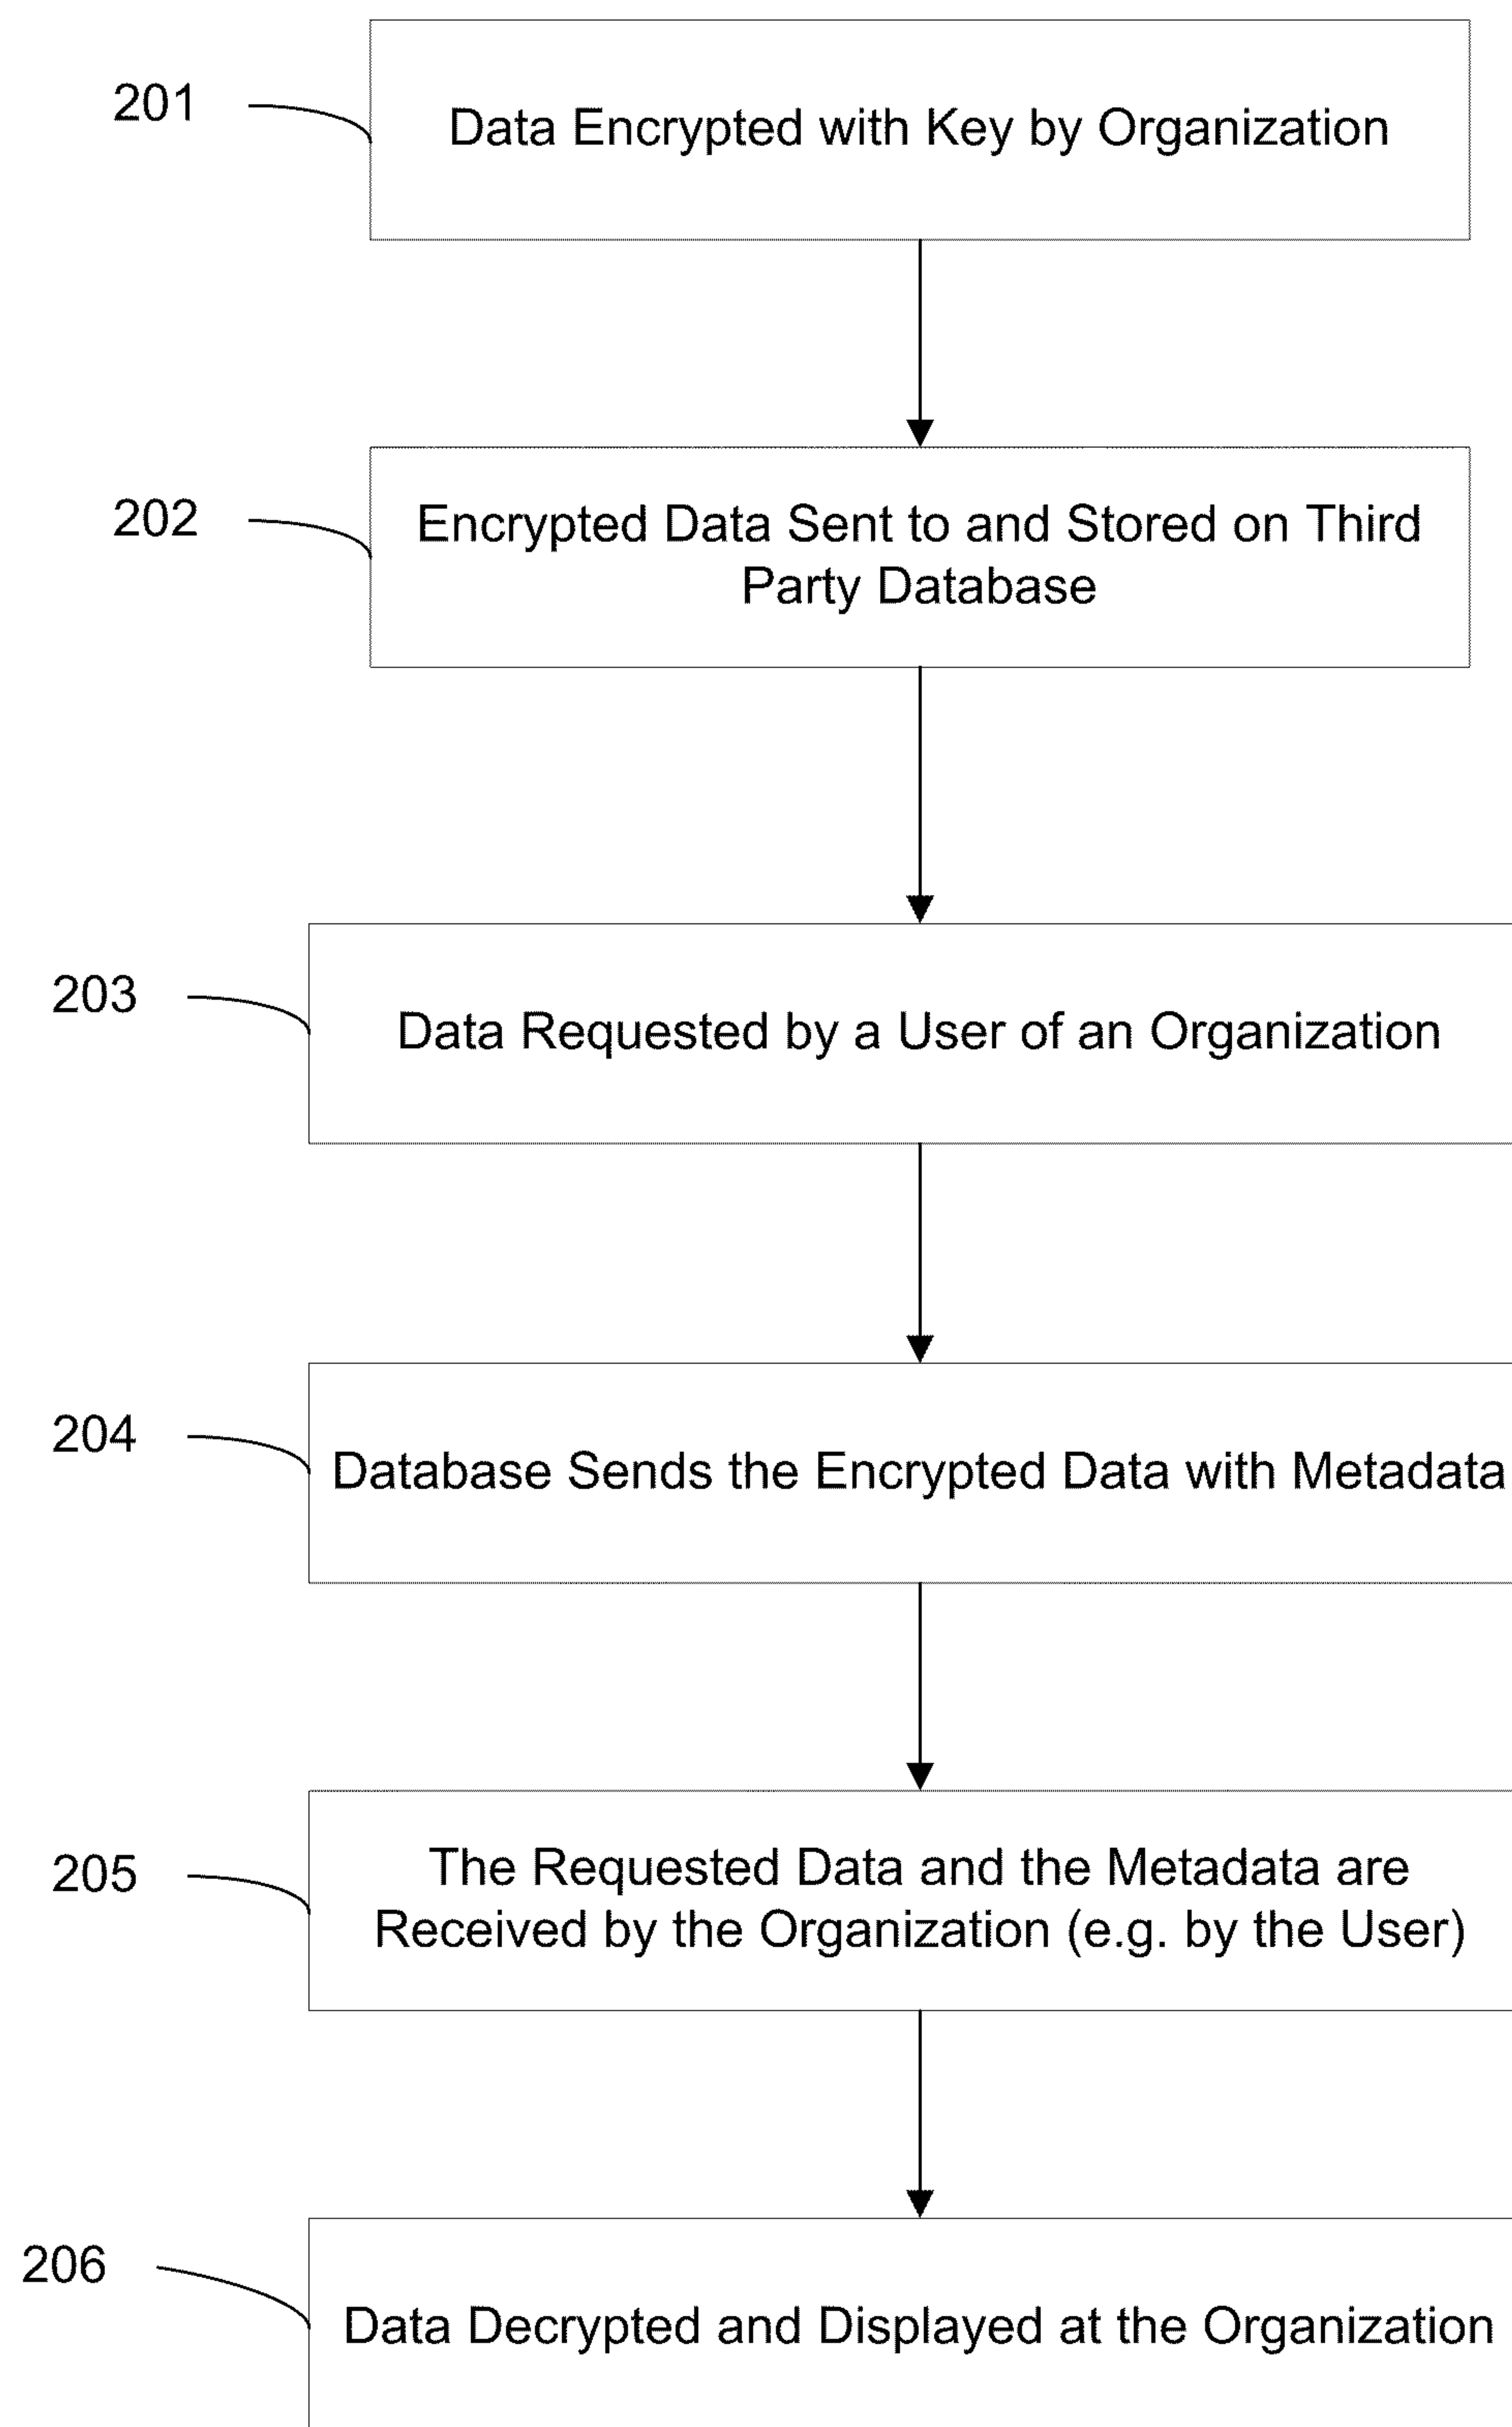 201
Data Encrypted with Key by Organization
202
Encrypted Data Sent to and Stored on Third
Party Database
203
Data Requested by a User of an Organization
204
Database Sends the Encrypted Data with Metadata
205
The Requested Data and the Metadata are
Received by the Organization (e.g. by the User)
206
Data Decrypted and Displayed at the Organization